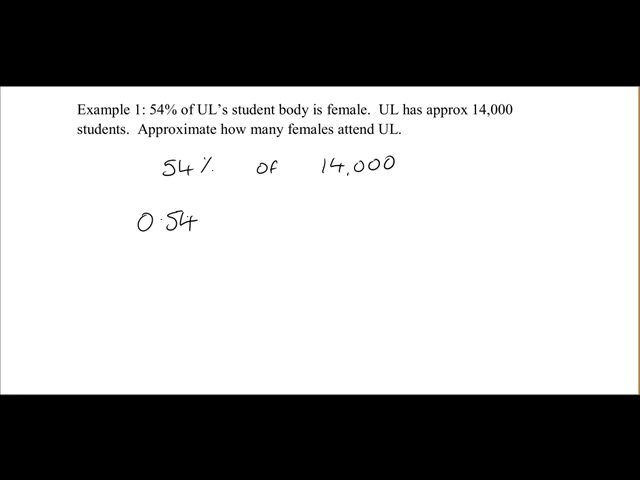 Example 1: 54% of UL's student body is female. UL has approx 14,000
students. Approximate how many females attend UL.
54% of 14,000
0.54